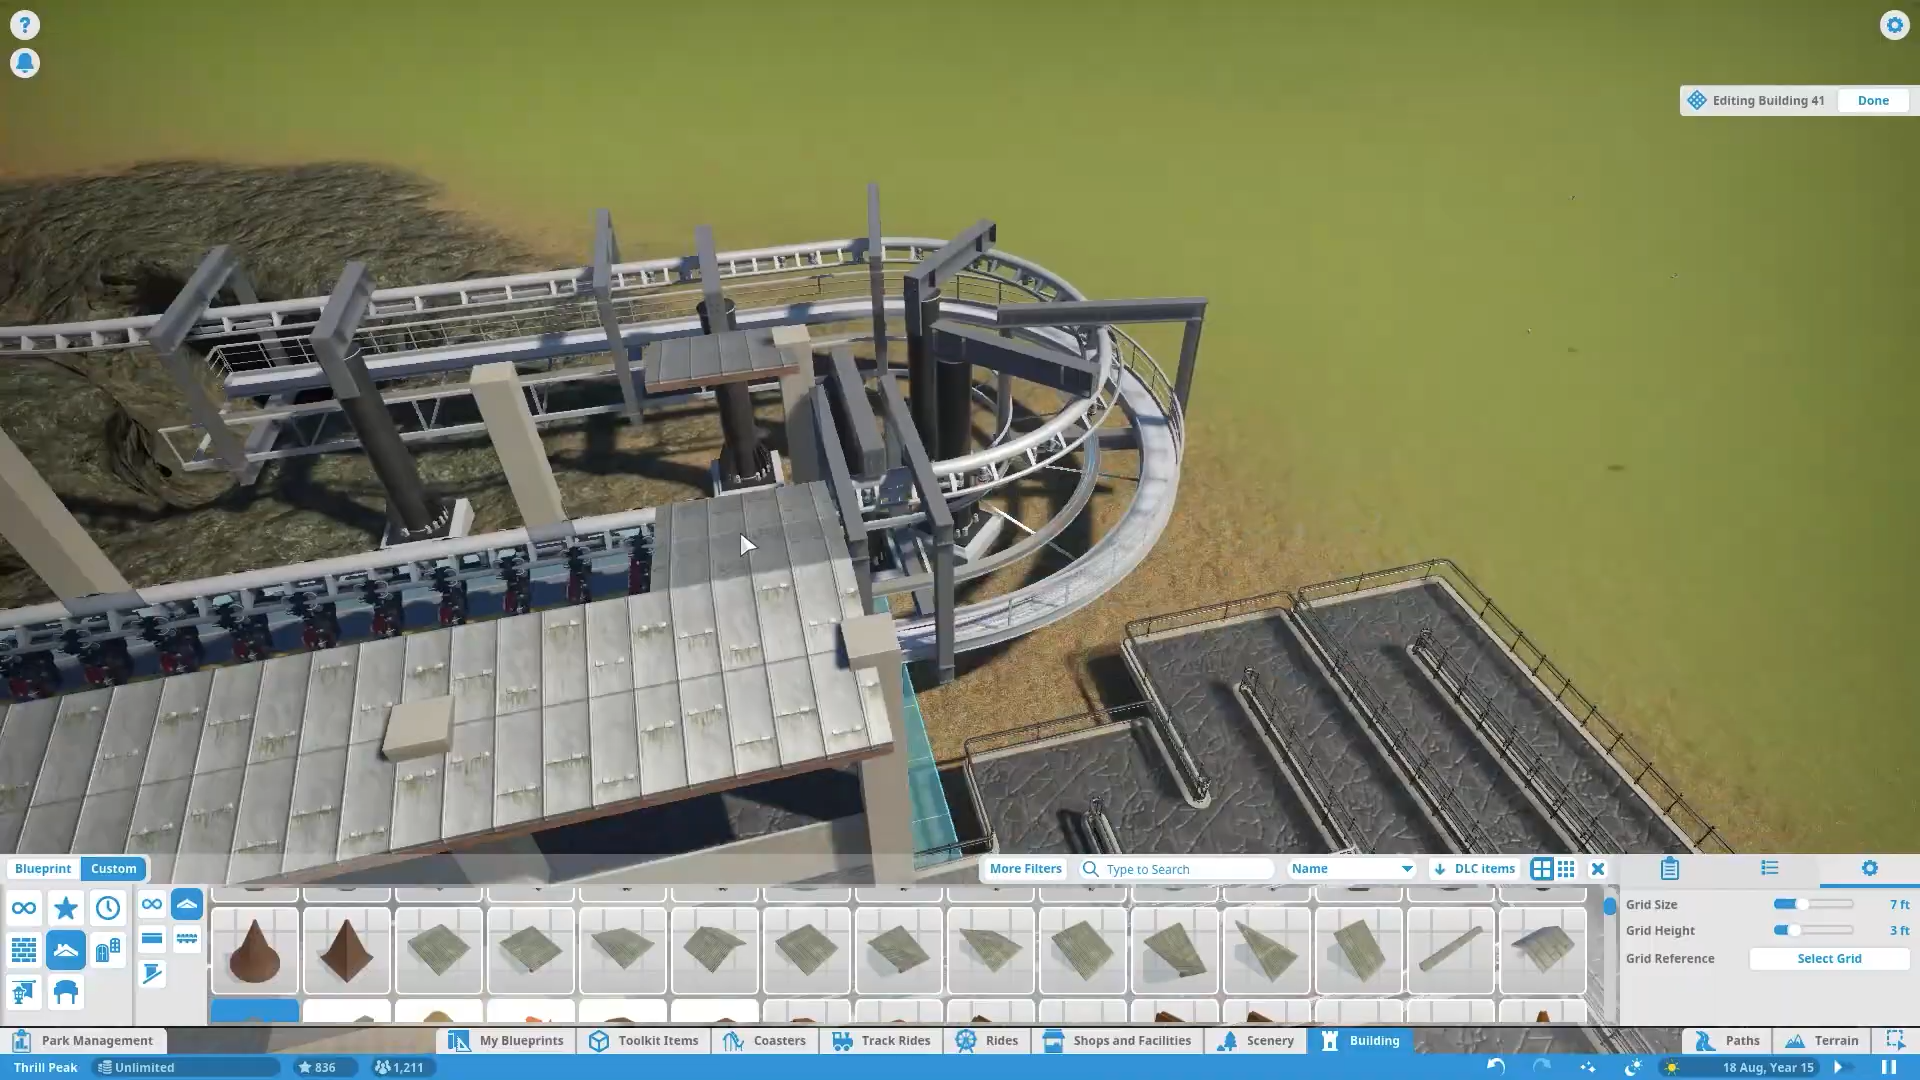 ?
Editing Building 41 Done
Blueprint Custom
More Filters Type to Search Name DLC items
Grid Size 7 ft
Grid Height 3 ft
Grid Reference Select Grid
Park Management My Blueprints Toolkit Items Coasters Track Rides Rides Shops and Facilities Scenery Building Paths Terrain
Thrill Peak Unlimited 836 1,211 18 Aug, Year 15